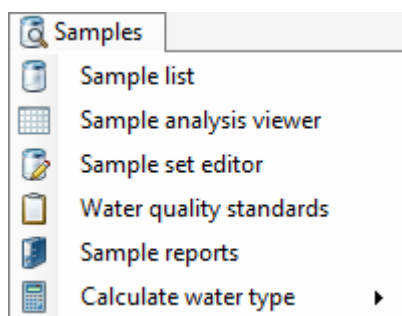 Samples
Sample list
Sample analysis viewer
Sample set editor
Water quality standards
Sample reports
Calculate water type